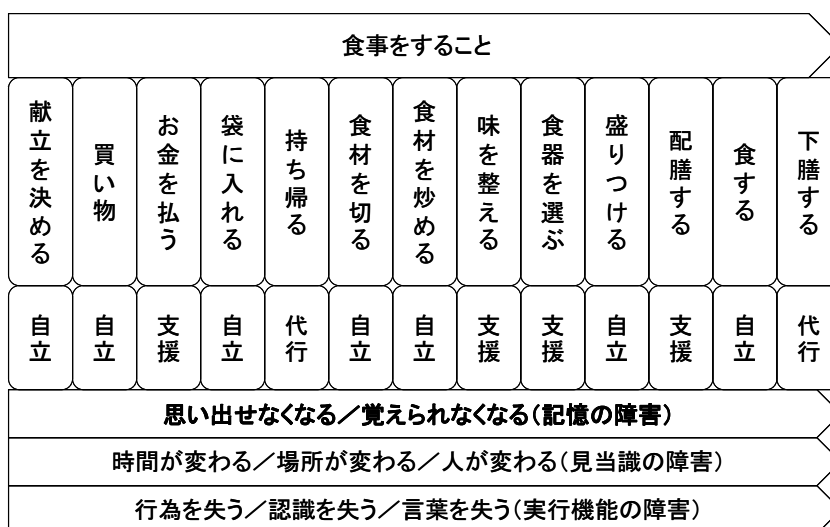 食事をすること
献立を決める
買い物
お金を払う
袋に入れる
持ち帰る
食材を切る
食材を炒める
味を整える
食器を選ぶ
盛りつける
配膳する
食する
下膳する
自立
自立
支援
自立
代行
自立
自立
支援
支援
自立
支援
自立
代行
思い出せなくなる／覚えられなくなる(記憶の障害)
時間が変わる／場所が変わる／人が変わる(見当識の障害)
行為を失う／認識を失う／言葉を失う(実行機能の障害)